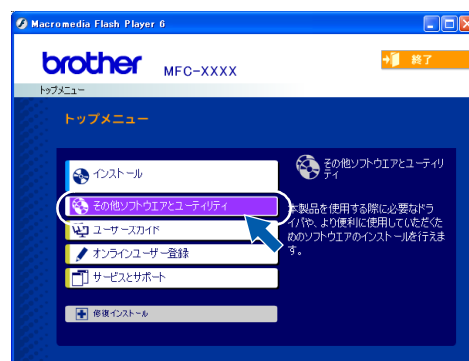 Macromedia Flash Player 6
brother MFC-XXXX
終了
トップメニュー
トップメニュー
インストール
その他ソフトウエアとユーティリティ
ユーザーズガイド
オンラインユーザー登録
サービスとサポート
修復インストール
その他ソフトウエアとユーティリ
ティ
本製品を使用する際に必要なドラ
イバや、より便利に使用していただくた
めのソフトウエアのインストールを行えま
す。